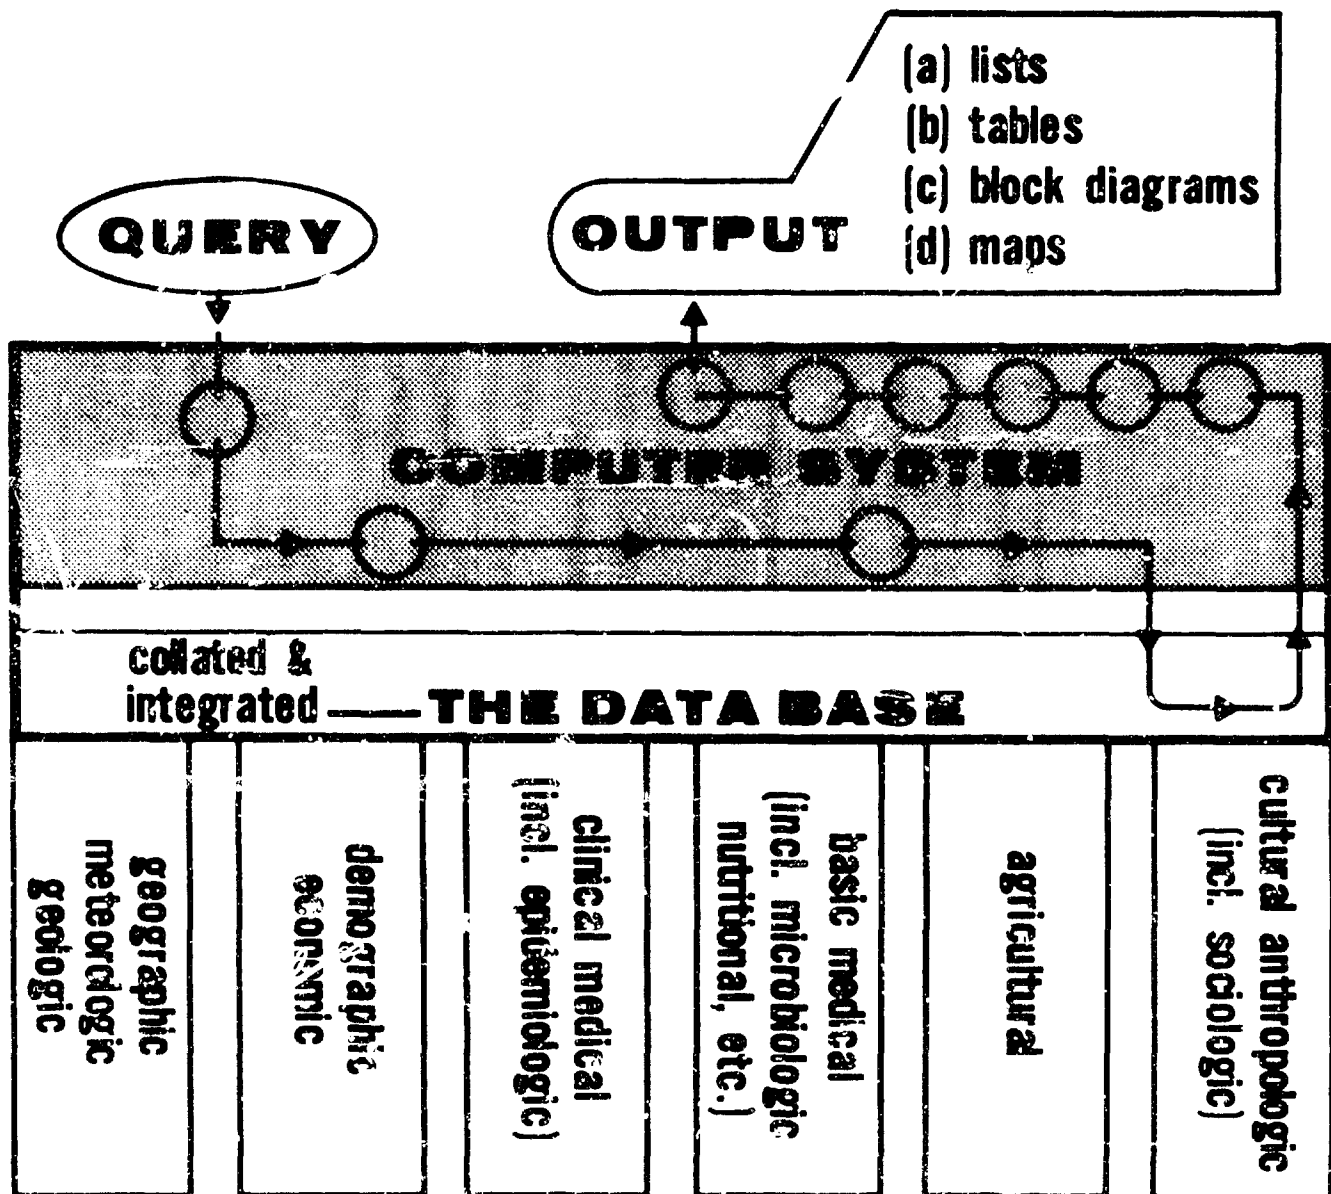 (a) lists
(b) tables
(c) block diagrams
(d) maps
QUERY
OUTPUT
COMPUTER SYSTEM
collated &
integrated — THE DATA BASE
geographic
meteorologic
geologic
demographic
economic
clinical medical
(incl. epidemiologic)
basic medical
(incl. microbiologic
nutritional, etc.)
agricultural
cultural anthropologic
(incl. sociologic)